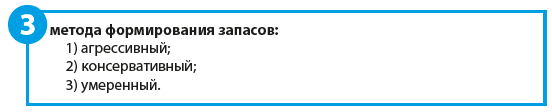 3
метода формирования запасов:
1) агрессивный;
2) консервативный;
3) умеренный.